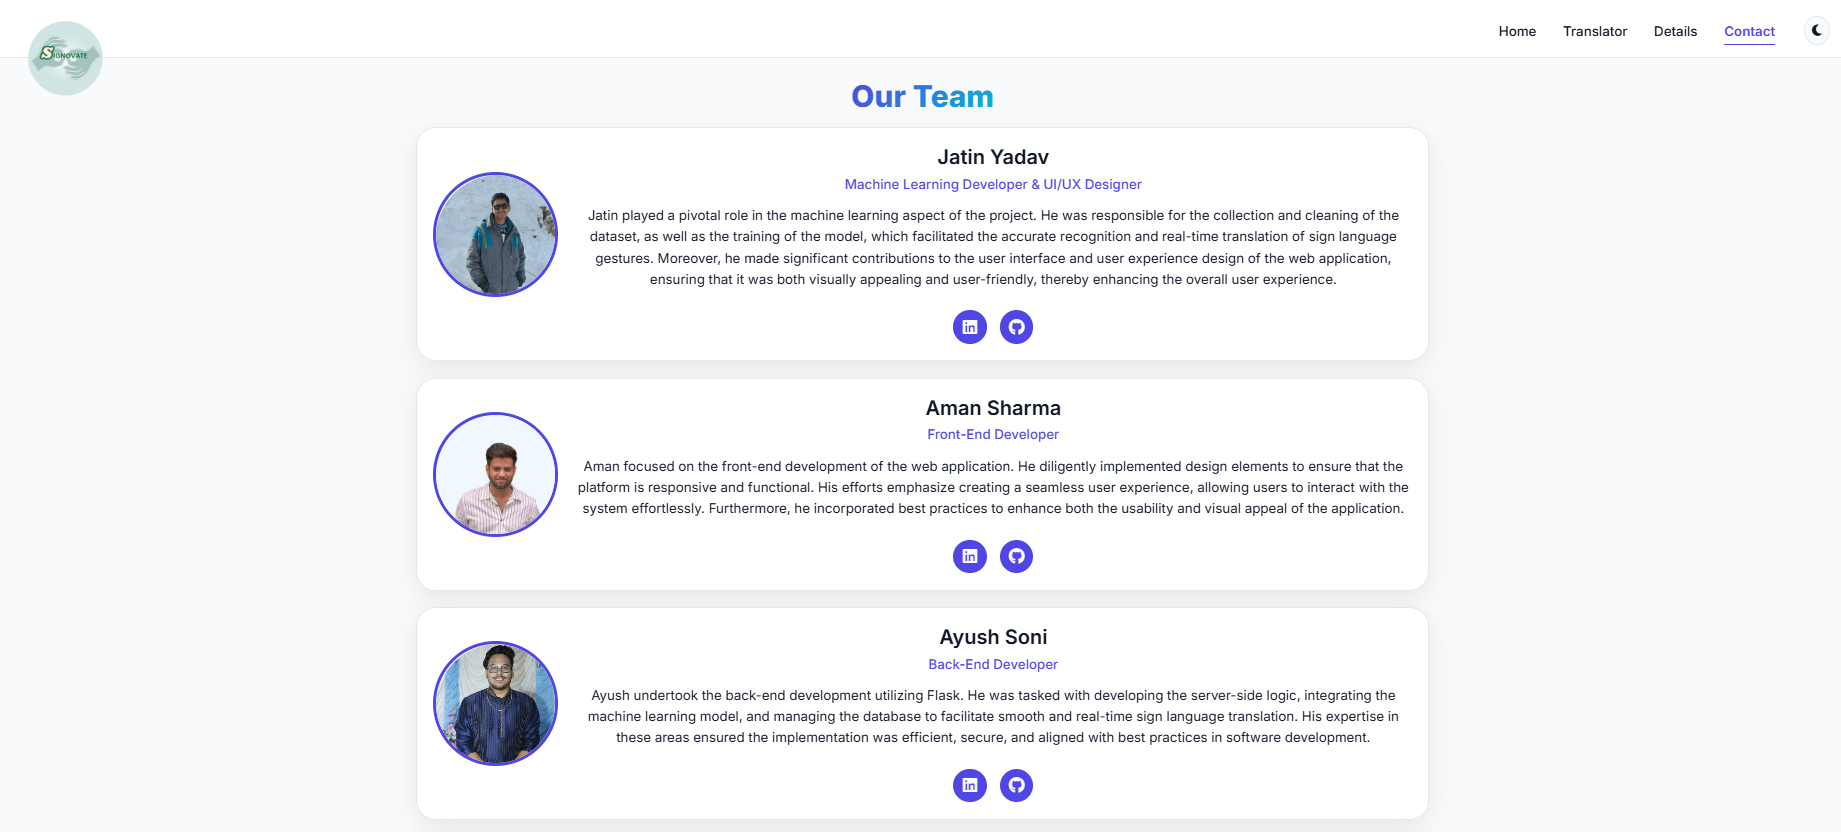 SIGNOVATE
Home
Translator
Details
Contact
Our Team
Jatin Yadav
Machine Learning Developer & UI/UX Designer
Jatin played a pivotal role in the machine learning aspect of the project. He was responsible for the collection and cleaning of the
dataset, as well as the training of the model, which facilitated the accurate recognition and real-time translation of sign language
gestures. Moreover, he made significant contributions to the user interface and user experience design of the web application,
ensuring that it was both visually appealing and user-friendly, thereby enhancing the overall user experience.
Aman Sharma
Front-End Developer
Aman focused on the front-end development of the web application. He diligently implemented design elements to ensure that the
platform is responsive and functional. His efforts emphasize creating a seamless user experience, allowing users to interact with the
system effortlessly. Furthermore, he incorporated best practices to enhance both the usability and visual appeal of the application.
Ayush Soni
Back-End Developer
Ayush undertook the back-end development utilizing Flask. He was tasked with developing the server-side logic, integrating the
machine learning model, and managing the database to facilitate smooth and real-time sign language translation. His expertise in
these areas ensured the implementation was efficient, secure, and aligned with best practices in software development.